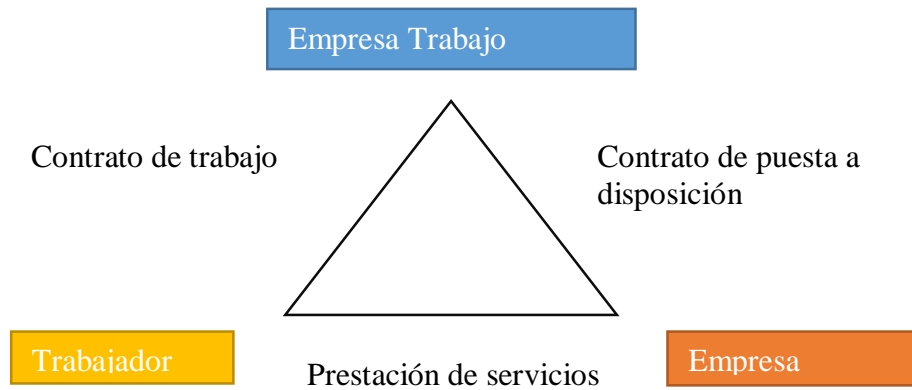 Empresa Trabajo
Contrato de trabajo
Contrato de puesta a
disposición
Trabajador
Prestación de servicios
Empresa